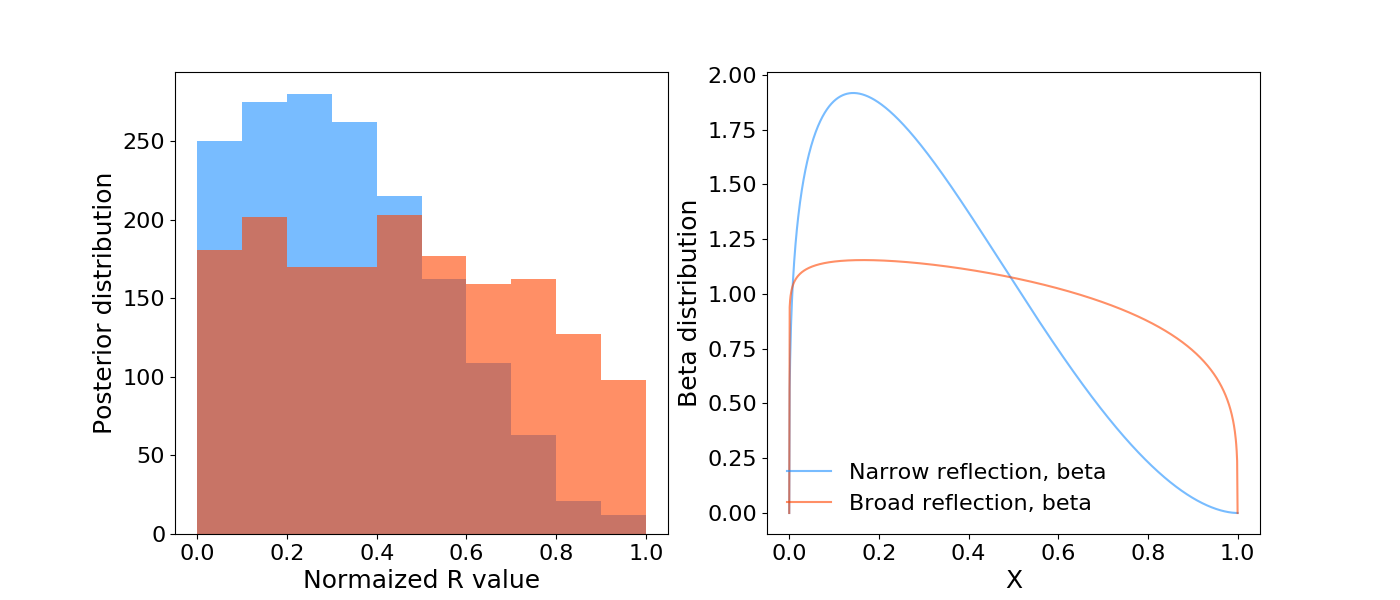 Posterior distribution
250
200
150
100
50
0
0.0 0.2 0.4 0.6 0.8 1.0
Normaized R value
Beta distribution
2.00
1.75
1.50
1.25
1.00
0.75
0.50
0.25
0.00
Narrow reflection, beta
Broad reflection, beta
0.0 0.2 0.4 0.6 0.8 1.0
X